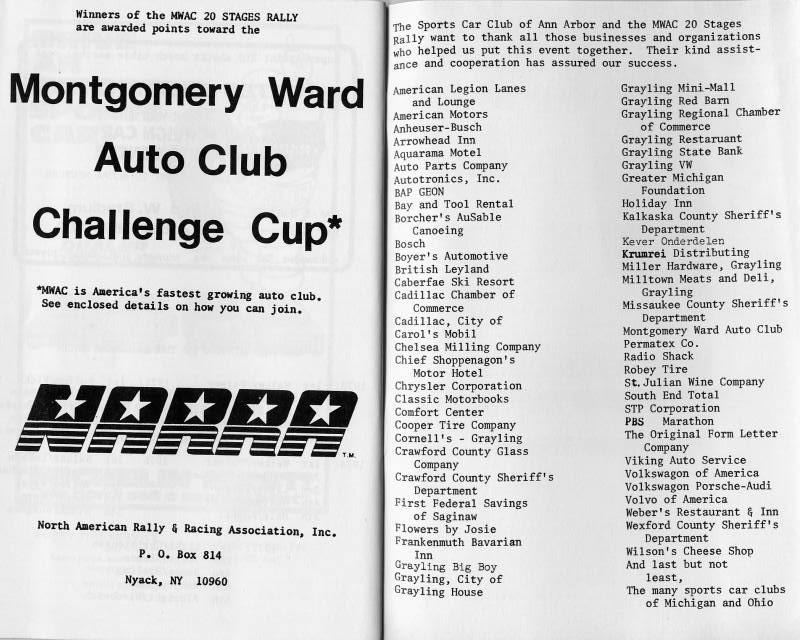 Winners of the MWAC 20 STAGES RALLY
are awarded points toward the
Montgomery Ward
Auto Club
Challenge Cup*
*MWAC is America's fastest growing auto club.
See enclosed details on how you can join.
NARRA
T.M.
North American Rally & Racing Association, Inc.
P. O. Box 814
Nyack, NY 10960
The Sports Car Club of Ann Arbor and the MWAC 20 Stages
Rally want to thank all those businesses and organizations
who helped us put this event together. Their kind assist-
ance and cooperation has assured our success.
American Legion Lanes
and Lounge
American Motors
Anheuser-Busch
Arrowhead Inn
Aquarama Motel
Auto Parts Company
Autotronics, Inc.
BAP GEON
Bay and Tool Rental
Borcher's AuSable
Canoeing
Bosch
Boyer's Automotive
British Leyland
Caberfae Ski Resort
Cadillac Chamber of
Commerce
Cadillac, City of
Carol's Mobil
Chelsea Milling Company
Chief Shoppenagon's
Motor Hotel
Chrysler Corporation
Classic Motorbooks
Comfort Center
Cooper Tire Company
Cornell's - Grayling
Crawford County Glass
Company
Crawford County Sheriff's
Department
First Federal Savings
of Saginaw
Flowers by Josie
Frankenmuth Bavarian
Inn
Grayling Big Boy
Grayling, City of
Grayling House
Grayling Mini-Mall
Grayling Red Barn
Grayling Regional Chamber
of Commerce
Grayling Restaruant
Grayling State Bank
Grayling VW
Greater Michigan
Foundation
Holiday Inn
Kalkaska County Sheriff's
Department
Kever Onderdelen
Krumrei Distributing
Miller Hardware, Grayling
Milltown Meats and Deli,
Grayling
Missaukee County Sheriff's
Department
Montgomery Ward Auto Club
Permatex Co.
Radio Shack
Robey Tire
St. Julian Wine Company
South End Total
STP Corporation
PBS Marathon
The Original Form Letter
Company
Viking Auto Service
Volkswagon of America
Volkswagon Porsche-Audi
Volvo of America
Weber's Restaurant & Inn
Wexford County Sheriff's
Department
Wilson's Cheese Shop
And last but not
least,
The many sports car clubs
of Michigan and Ohio